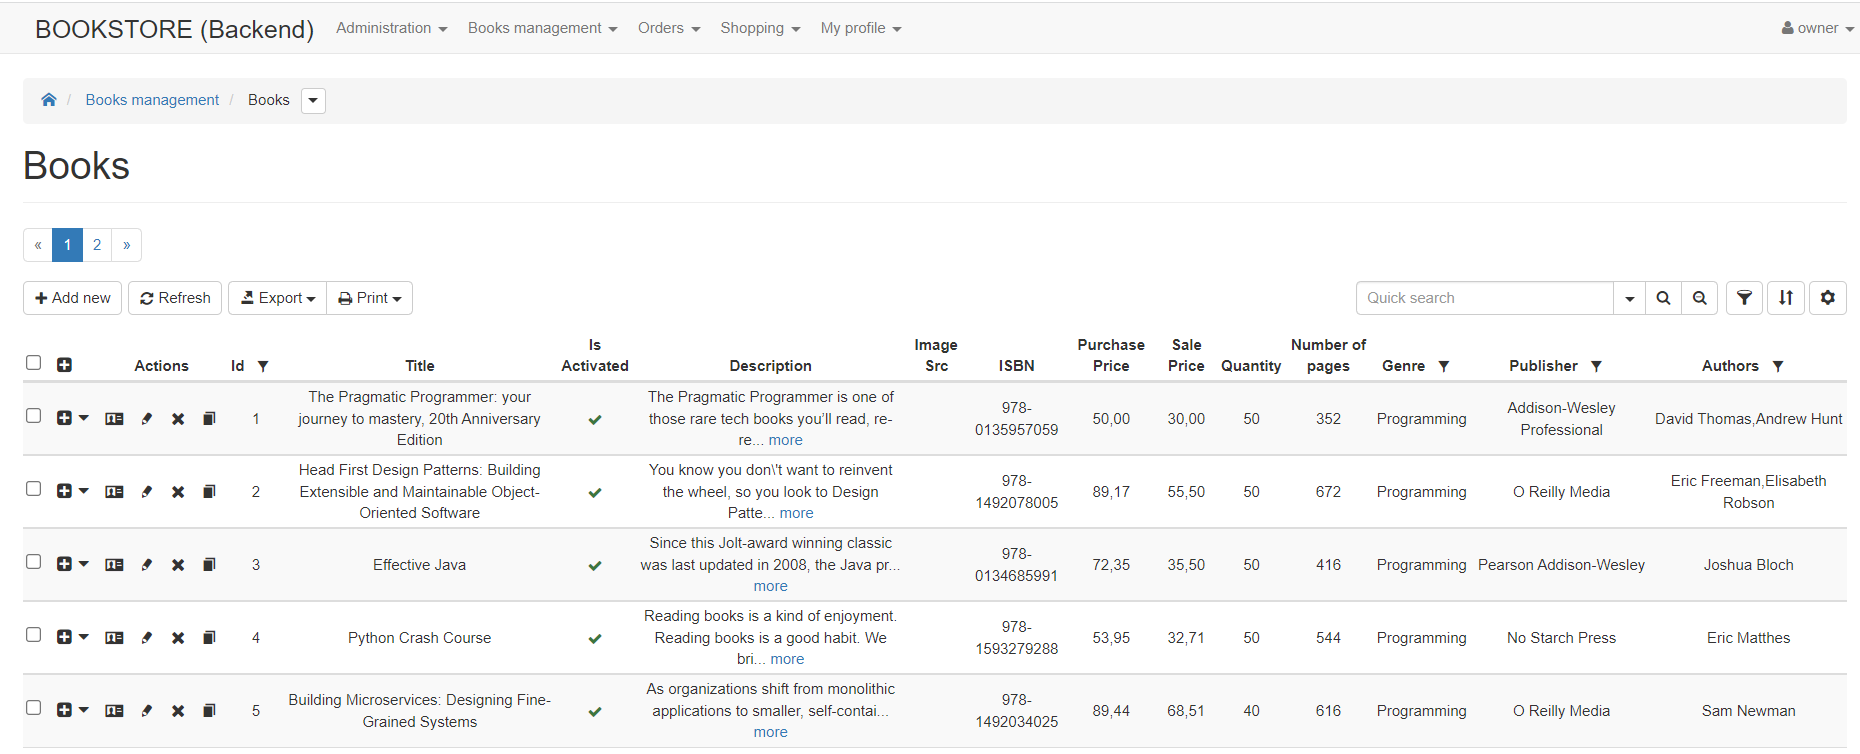 BOOKSTORE (Backend) Administration Books management Orders Shopping My profile owner
/ Books management / Books
Books
« 1 2 »
Add new Refresh Export Print Quick search
Is Image Purchase Sale Number of
Actions Id Title Activated Description Src ISBN Price Price Quantity pages Genre Publisher Authors
The Pragmatic Programmer: your The Pragmatic Programmer is one of 978- Addison-Wesley
1 journey to mastery, 20th Anniversary those rare tech books you’ll read, re- 0135957059 50,00 30,00 50 352 Programming Professional David Thomas,Andrew Hunt
Edition re... more
Head First Design Patterns: Building You know you don\'t want to reinvent 978- Eric Freeman,Elisabeth
2 Extensible and Maintainable Object- the wheel, so you look to Design 1492078005 89,17 55,50 50 672 Programming O Reilly Media Robson
Oriented Software Patte... more
Since this Jolt-award winning classic 978-
3 Effective Java was last updated in 2008, the Java pr... 0134685991 72,35 35,50 50 416 Programming Pearson Addison-Wesley Joshua Bloch
more
Reading books is a kind of enjoyment. 978-
4 Python Crash Course Reading books is a good habit. We 1593279288 53,95 32,71 50 544 Programming No Starch Press Eric Matthes
bri... more
Building Microservices: Designing Fine- As organizations shift from monolithic 978-
5 Grained Systems applications to smaller, self-contai... 1492034025 89,44 68,51 40 616 Programming O Reilly Media Sam Newman
more